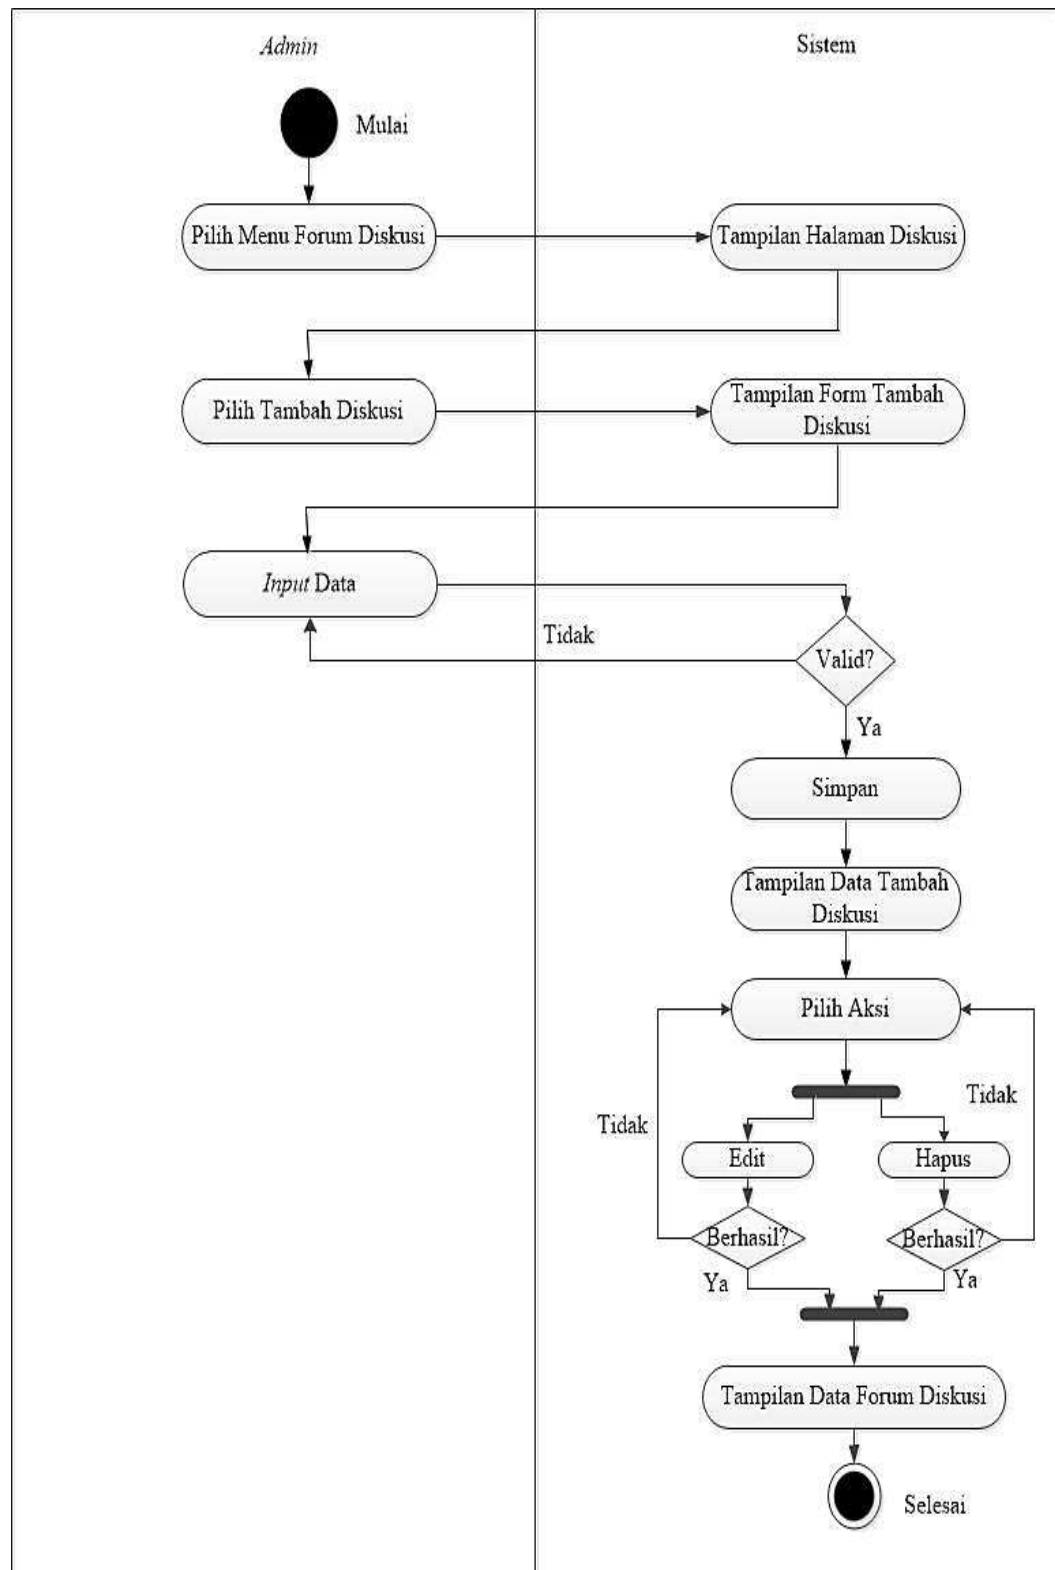 Admin
Sistem
Mulai
Pilih Menu Forum Diskusi
Tampilan Halaman Diskusi
Pilih Tambah Diskusi
Tampilan Form Tambah
Diskusi
Input Data
Tidak
Valid?
Ya
Simpan
Tampilan Data Tambah
Diskusi
Pilih Aksi
Tidak
Tidak
Edit
Hapus
Berhasil?
Berhasil?
Ya
Ya
Tampilan Data Forum Diskusi
Selesai